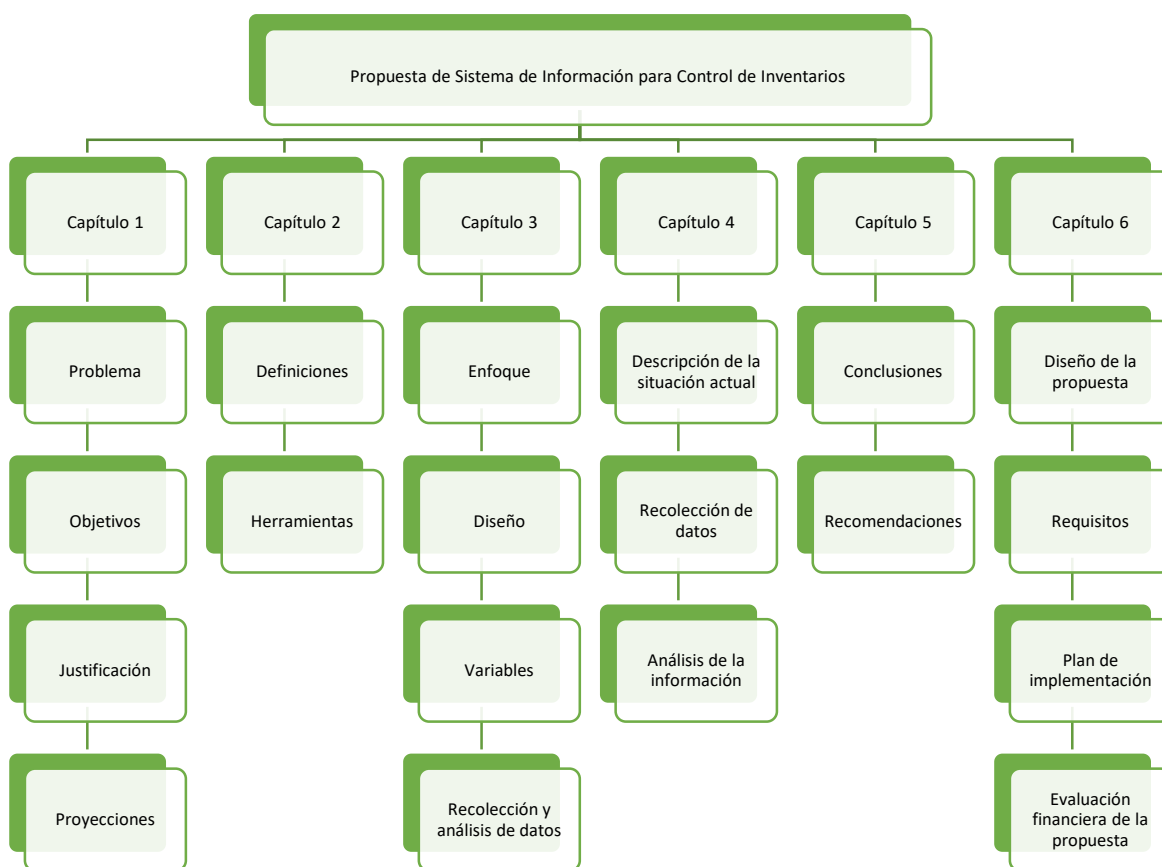 Propuesta de Sistema de Información para Control de Inventarios
Capítulo 1
Capítulo 2
Capítulo 3
Capítulo 4
Capítulo 5
Capítulo 6
Problema
Definiciones
Enfoque
Descripción de la
situación actual
Conclusiones
Diseño de la
propuesta
Objetivos
Herramientas
Diseño
Recolección de
datos
Recomendaciones
Requisitos
Justificación
Variables
Análisis de la
información
Plan de
implementación
Proyecciones
Recolección y
análisis de datos
Evaluación
financiera de la
propuesta